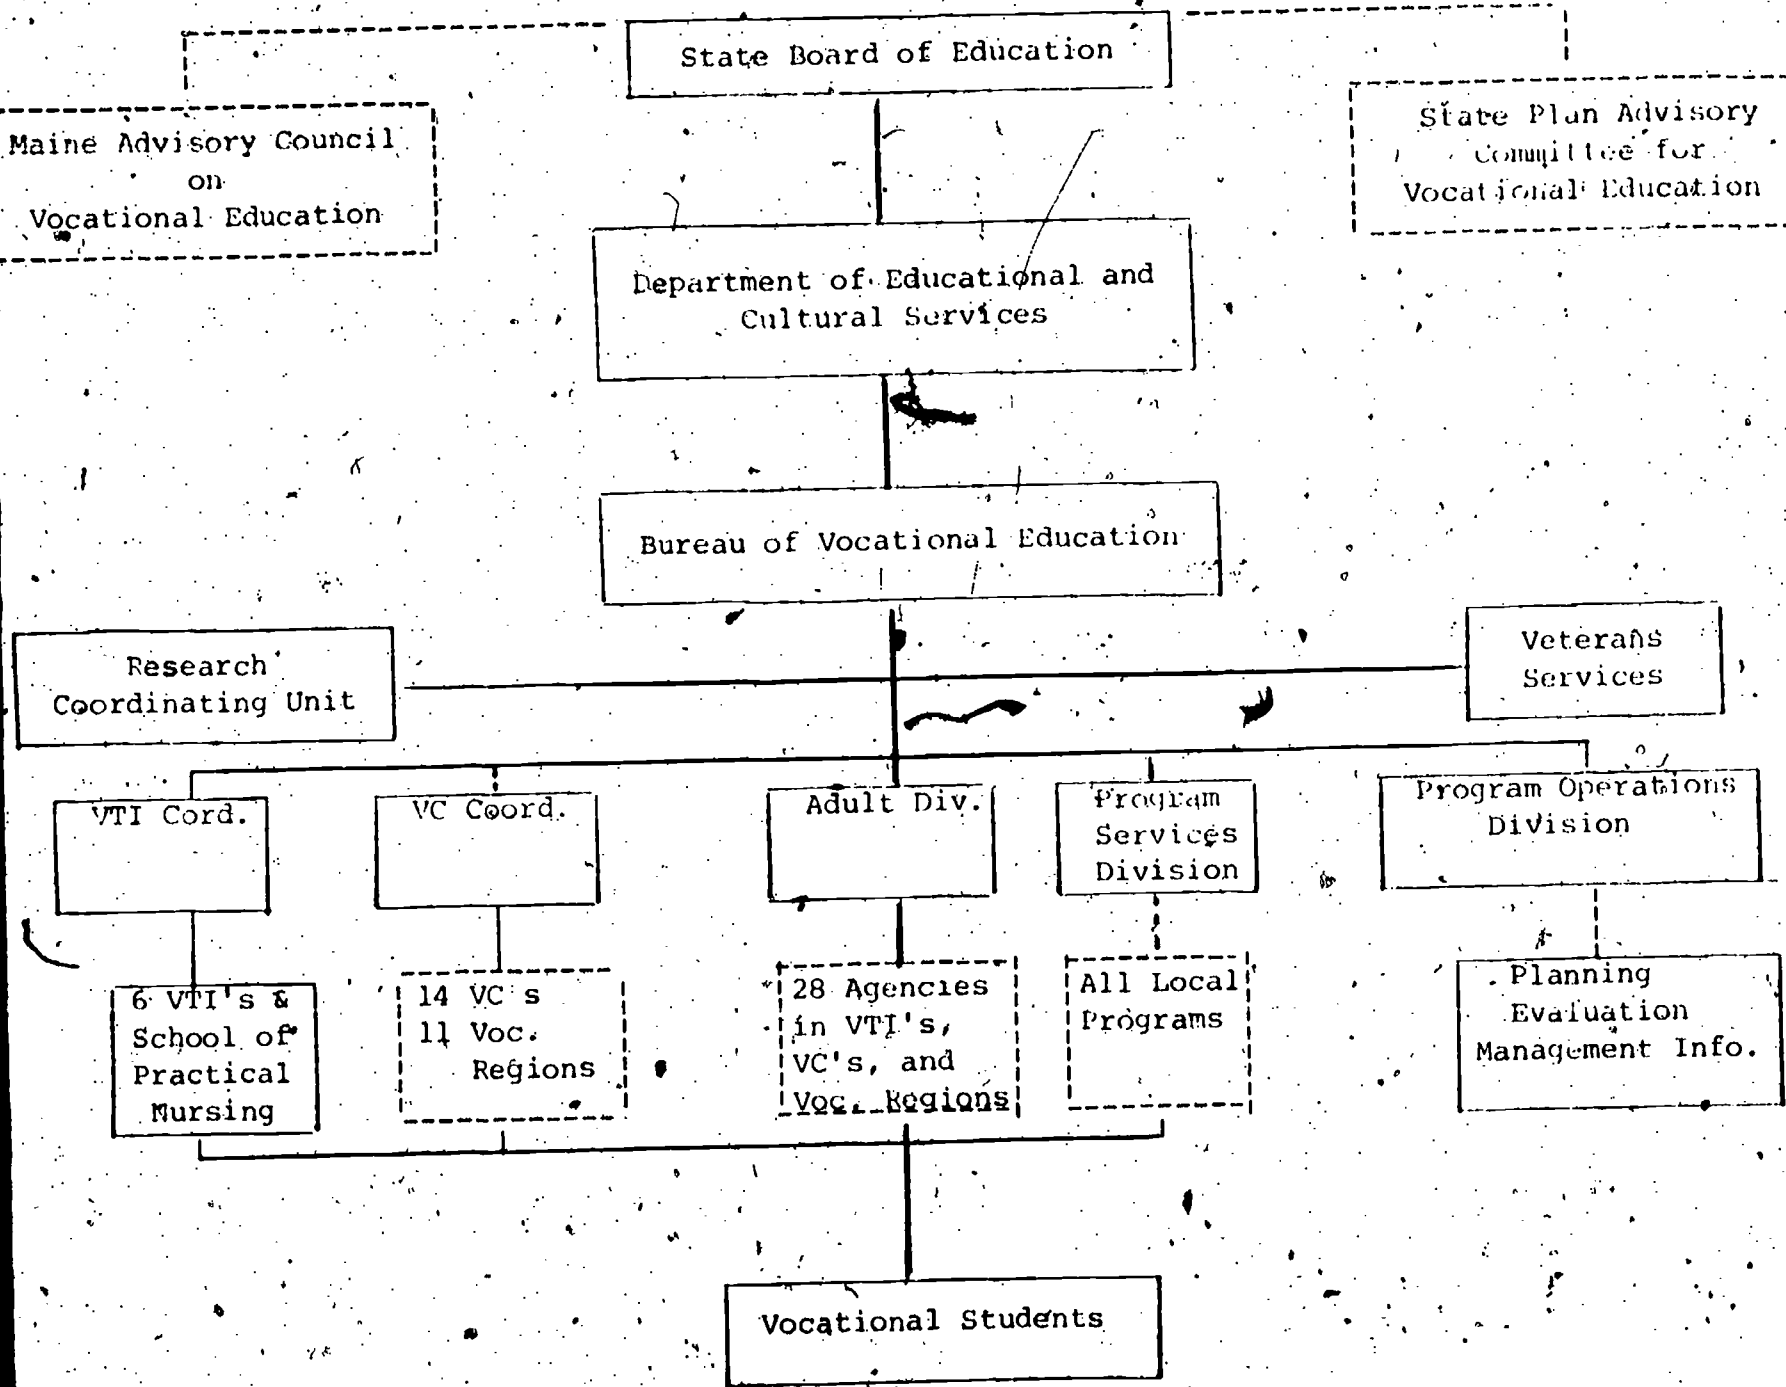 State Board of Education
Maine Advisory Council
on
Vocational Education
State Plan Advisory
Committee for
Vocational Education
Department of Educational and
Cultural Services
Bureau of Vocational Education
Research
Coordinating Unit
Veterans
Services
VTI Cord.
VC Coord.
Adult Div.
Program
Services
Division
Program Operations
Division
6 VTI's &
School of
Practical
Nursing
14 VC's
11 Voc.
Regions
28 Agencies
in VTI's,
VC's, and
Voc. Regions
All Local
Programs
Planning
Evaluation
Management Info.
Vocational Students